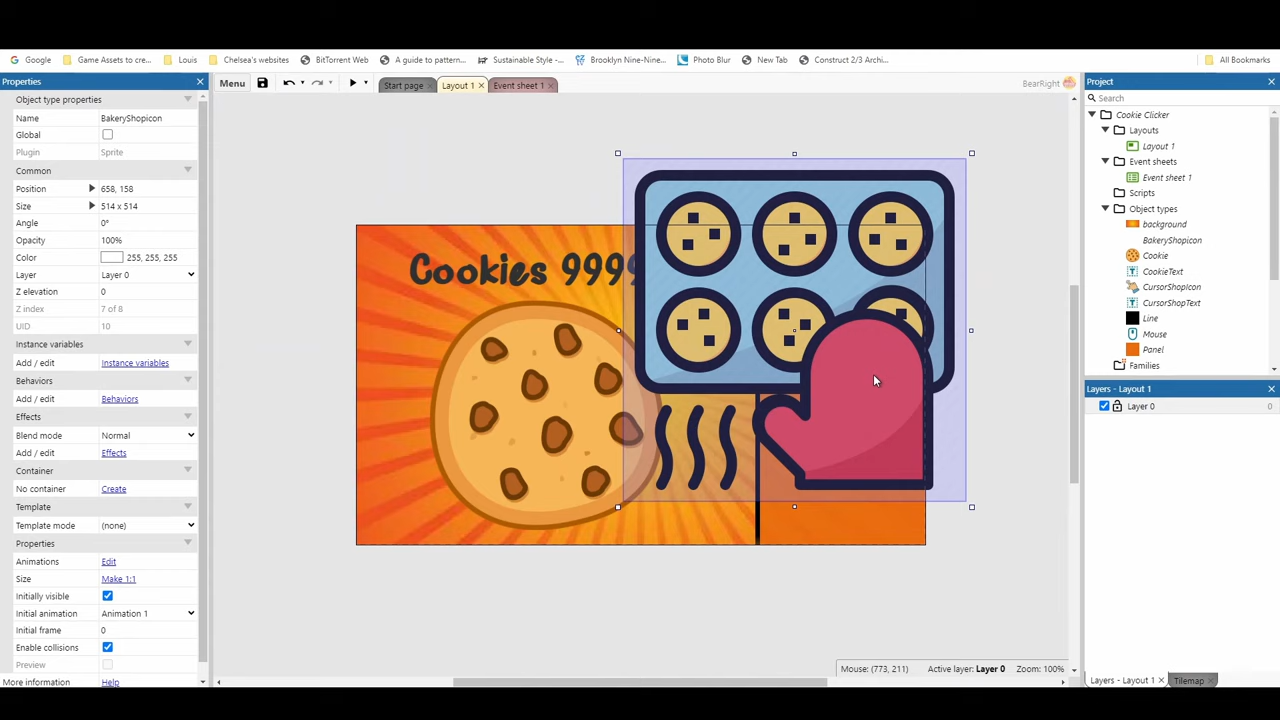 Google Game Assets to cre... Louis Chelsea's websites BitTorrent Web A guide to pattern-... Sustainable Style -... Brooklyn Nine-Nine... Photo Blur New Tab Construct 2/3 Archi... All Bookmarks
Properties
Menu
Start page
Layout 1
Event sheet 1
BearRight
Object type properties
Name BakeryShopicon
Global
Plugin Sprite
Common
Position 658, 158
Size 514 x 514
Angle 0°
Opacity 100%
Color 255, 255, 255
Layer Layer 0
Z elevation 0
Z index 7 of 8
UID 10
Instance variables
Add / edit Instance variables
Behaviors
Add / edit Behaviors
Effects
Blend mode Normal
Add / edit Effects
Container
No container Create
Template
Template mode (none)
Properties
Animations Edit
Size Make 1:1
Initially visible
Initial animation Animation 1
Initial frame 0
Enable collisions
Preview
More information Help
Cookies 9999
Mouse: (773, 211) Active layer: Layer 0 Zoom: 100%
Project
Search
Cookie Clicker
Layouts
Layout 1
Event sheets
Event sheet 1
Scripts
Object types
background
BakeryShopicon
Cookie
CookieText
CursorShopIcon
CursorShopText
Line
Mouse
Panel
Families
Layers - Layout 1
Layer 0 0
Layers - Layout 1
Tilemap